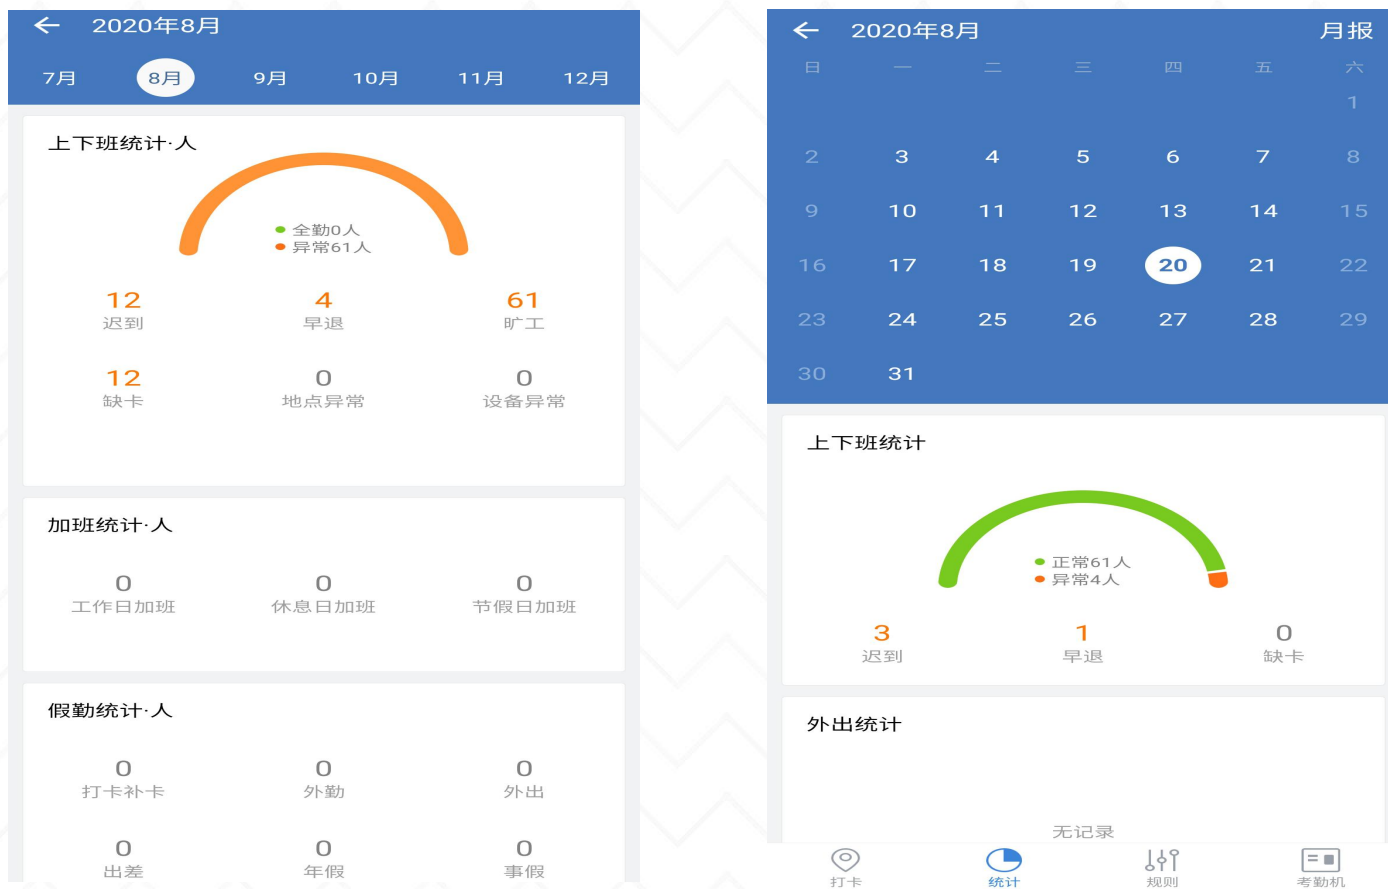 2020年8月
7月 8月 9月 10月 11月 12月
上下班统计·人
全勤0人
异常61人
12 4 61
迟到 早退 旷工
12 0 0
缺卡 地点异常 设备异常
加班统计·人
0 0 0
工作日加班 休息日加班 节假日加班
假勤统计·人
0 0 0
打卡补卡 外勤 外出
0 0 0
出差 年假 事假
2020年8月 月报
日 一 二 三 四 五 六
1
2 3 4 5 6 7 8
9 10 11 12 13 14 15
16 17 18 19 20 21 22
23 24 25 26 27 28 29
30 31
上下班统计
正常61人
异常4人
3 1 0
迟到 早退 缺卡
外出统计
无记录
打卡 统计 规则 考勤机